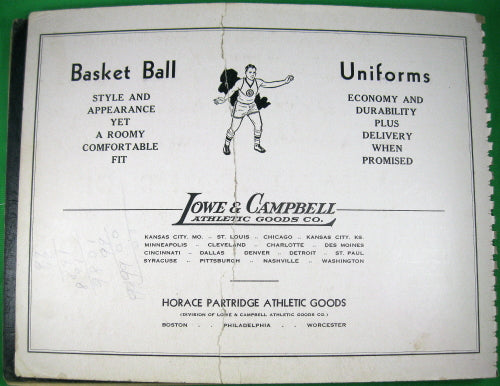 Basket Ball
STYLE AND
APPEARANCE
YET
A ROOMY
COMFORTABLE
FIT
Uniforms
ECONOMY AND
DURABILITY
PLUS
DELIVERY
WHEN
PROMISED
LOWE & CAMPBELL
ATHLETIC GOODS CO.
KANSAS CITY, MO. .. ST. LOUIS .. CHICAGO .. KANSAS CITY, KS.
MINNEAPOLIS .. CLEVELAND .. CHARLOTTE .. DES MOINES
CINCINNATI .. DALLAS DENVER .. DETROIT .. ST. PAUL
SYRACUSE .. PITTSBURGH .. NASHVILLE .. WASHINGTON
HORACE PARTRIDGE ATHLETIC GOODS
(DIVISION OF LOWE & CAMPBELL ATHLETIC GOODS CO.)
BOSTON . . PHILADELPHIA . . WORCESTER